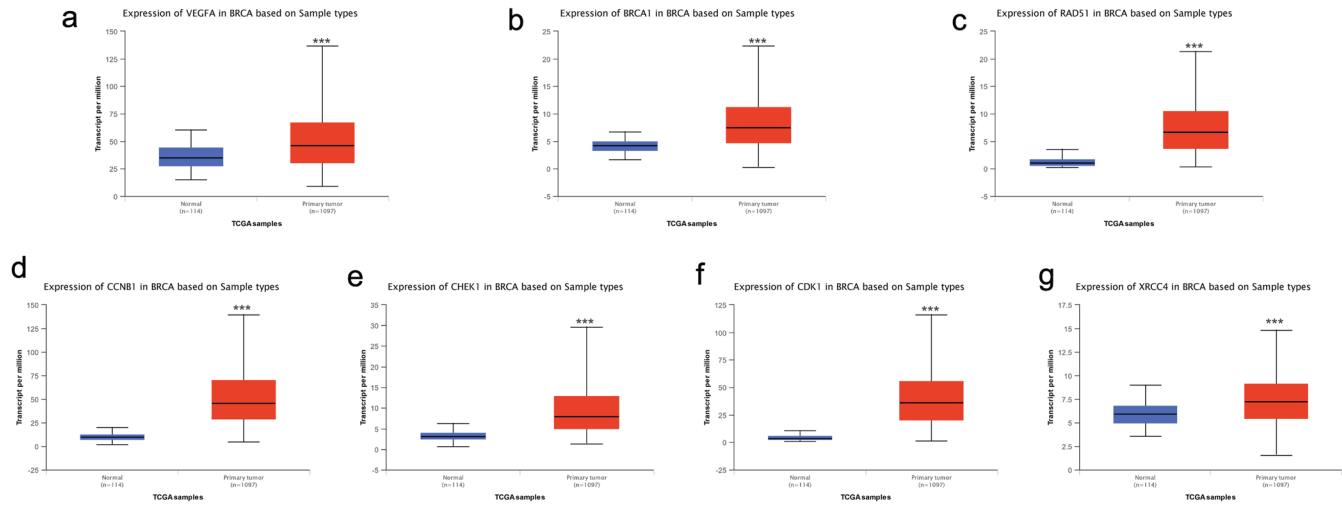 a
Expression of VEGFA in BRCA based on Sample types
150
125
100
75
50
25
0
Transcript per million
***
Normal
(n=114)
Primary tumor
(n=1097)
TCGA samples
b
Expression of BRCA1 in BRCA based on Sample types
25
20
15
10
5
0
-5
Transcript per million
***
Normal
(n=114)
Primary tumor
(n=1097)
TCGA samples
c
Expression of RAD51 in BRCA based on Sample types
25
20
15
10
5
0
-5
Transcript per million
***
Normal
(n=114)
Primary tumor
(n=1097)
TCGA samples
d
Expression of CCNB1 in BRCA based on Sample types
150
125
100
75
50
25
0
-25
Transcript per million
***
Normal
(n=114)
Primary tumor
(n=1097)
TCGA samples
e
Expression of CHEK1 in BRCA based on Sample types
35
30
25
20
15
10
5
0
-5
Transcript per million
***
Normal
(n=114)
Primary tumor
(n=1097)
TCGA samples
f
Expression of CDK1 in BRCA based on Sample types
125
100
75
50
25
0
-25
Transcript per million
***
Normal
(n=114)
Primary tumor
(n=1097)
TCGA samples
g
Expression of XRCC4 in BRCA based on Sample types
17.5
15
12.5
10
7.5
5
2.5
0
Transcript per million
***
Normal
(n=114)
Primary tumor
(n=1097)
TCGA samples